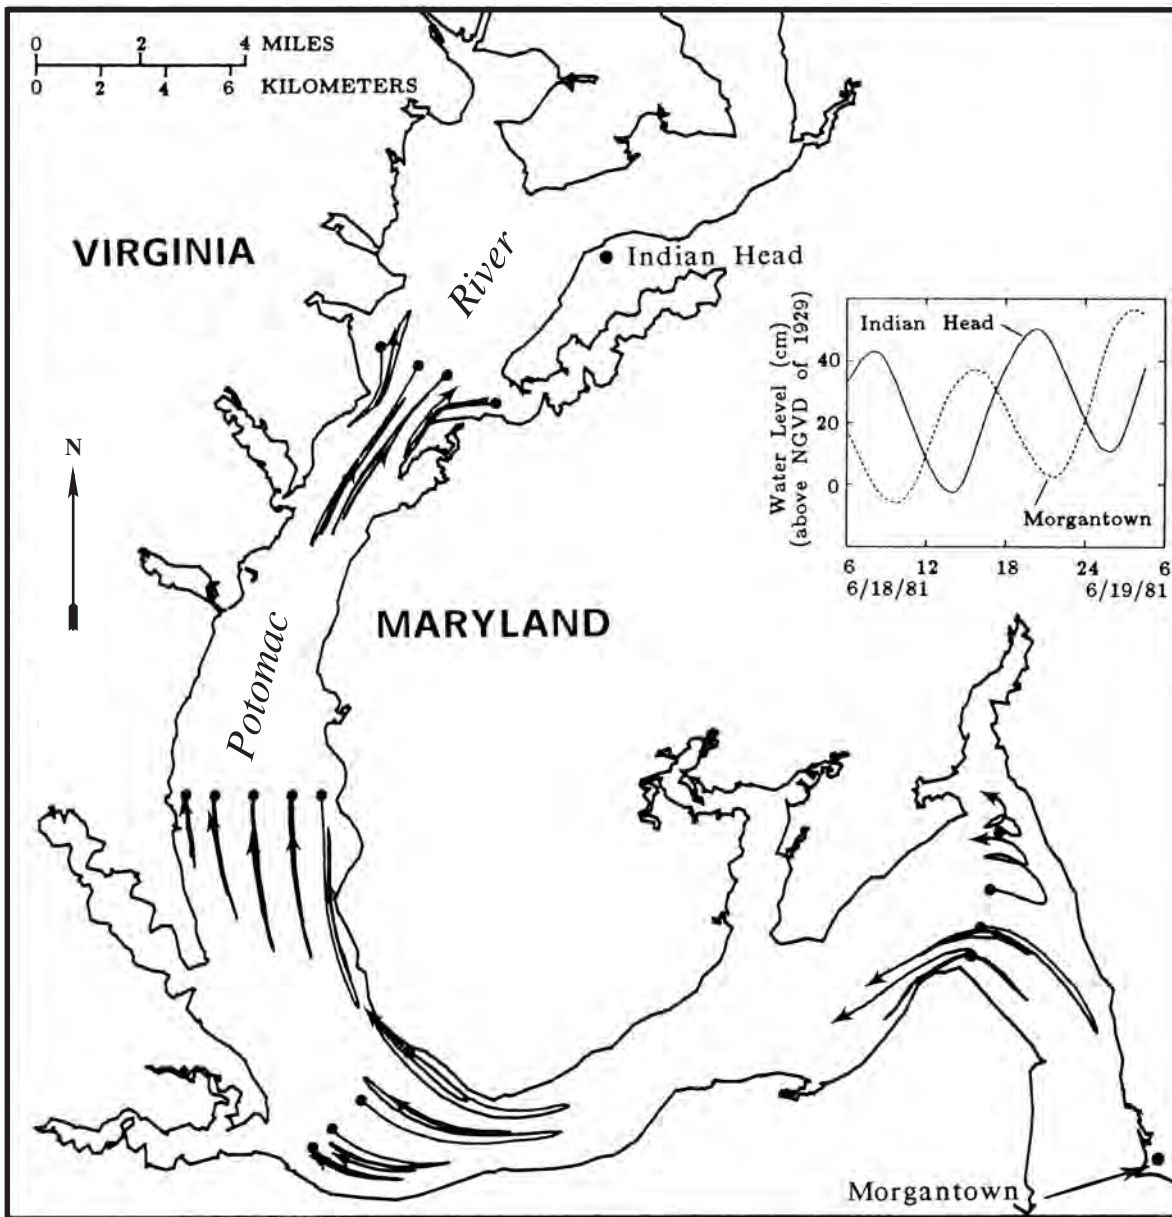 0 2 4 MILES
0 2 4 6 KILOMETERS
VIRGINIA
River
Indian Head
N
MARYLAND
Potomac
Morgantown
Water Level (cm)
(above NGVD of 1929)
40
20
0
Indian Head
Morgantown
6 12 18 24 6
6/18/81 6/19/81